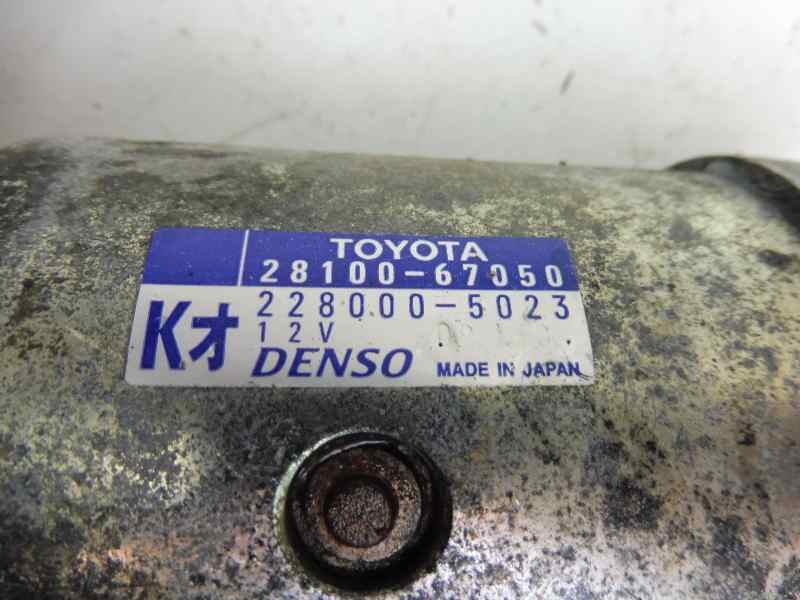 TOYOTA
28100-67050
228000-5023
Kオ
12V
DENSO
MADE IN JAPAN